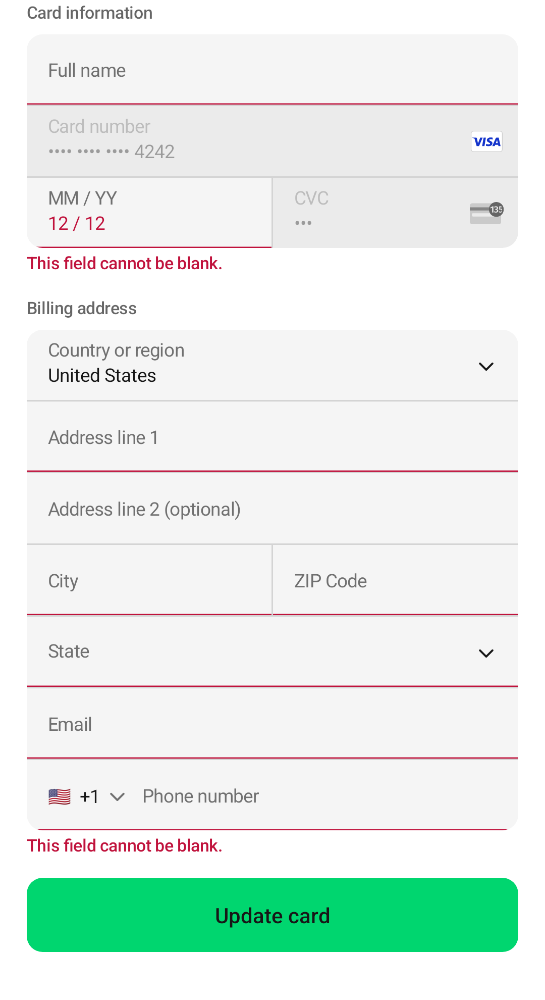 Card information
Full name
Card number
•••• •••• •••• 4242
VISA
MM / YY
12 / 12
CVC
•••
135
This field cannot be blank.
Billing address
Country or region
United States
Address line 1
Address line 2 (optional)
City
ZIP Code
State
Email
+1 Phone number
This field cannot be blank.
Update card